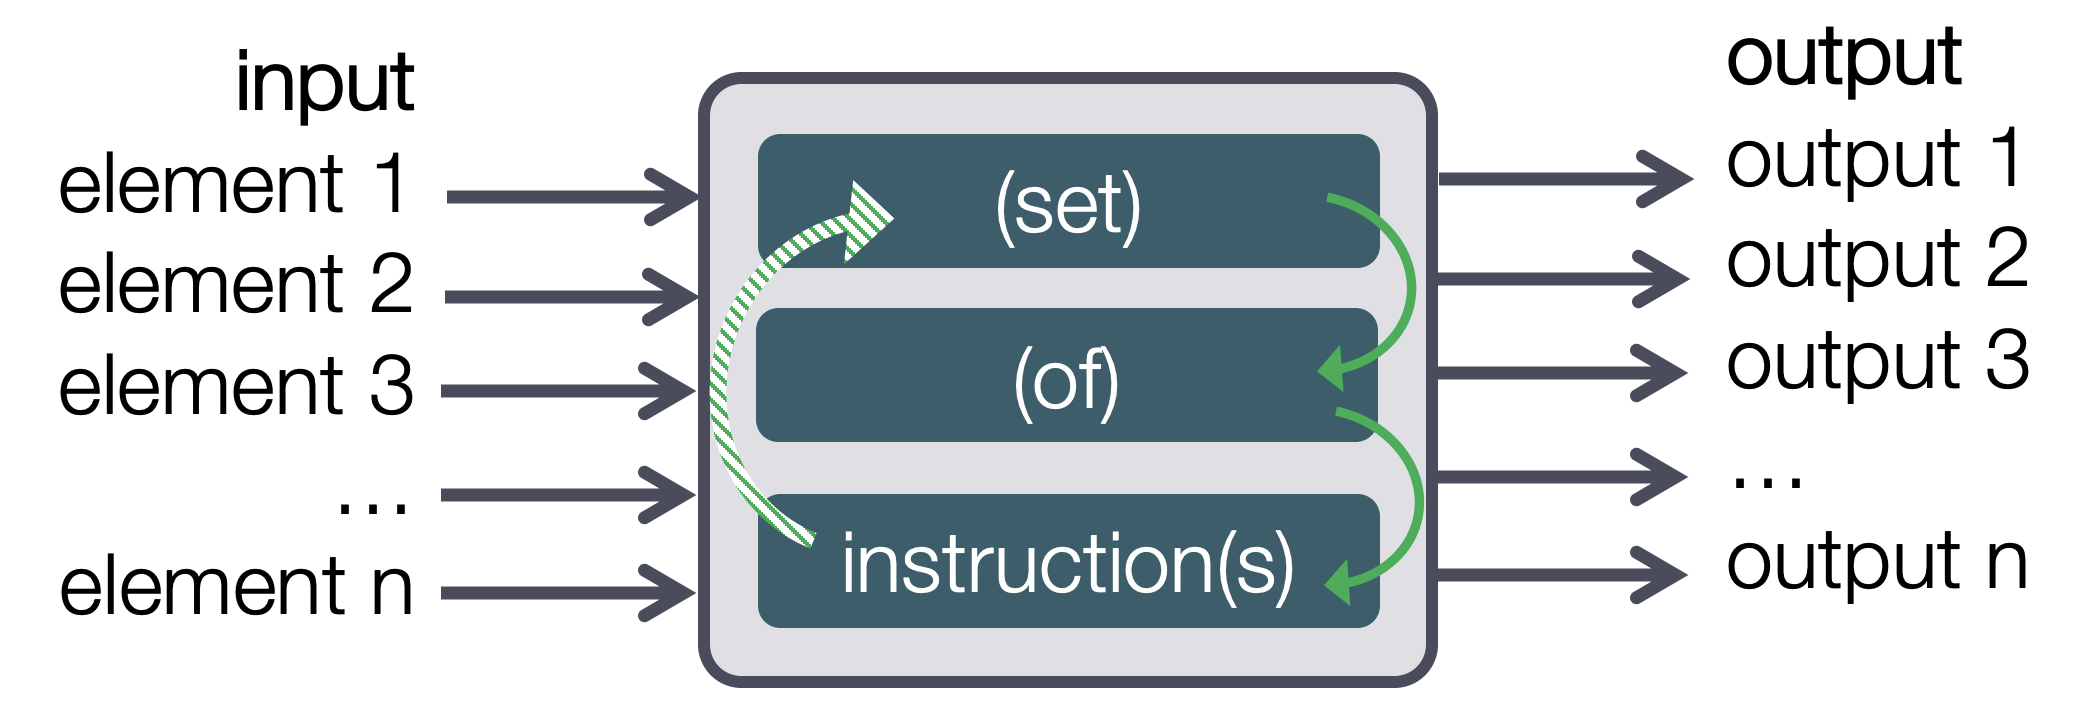 input
element 1
element 2
element 3
...
element n
(set)
(of)
instruction(s)
output
output 1
output 2
output 3
...
output n